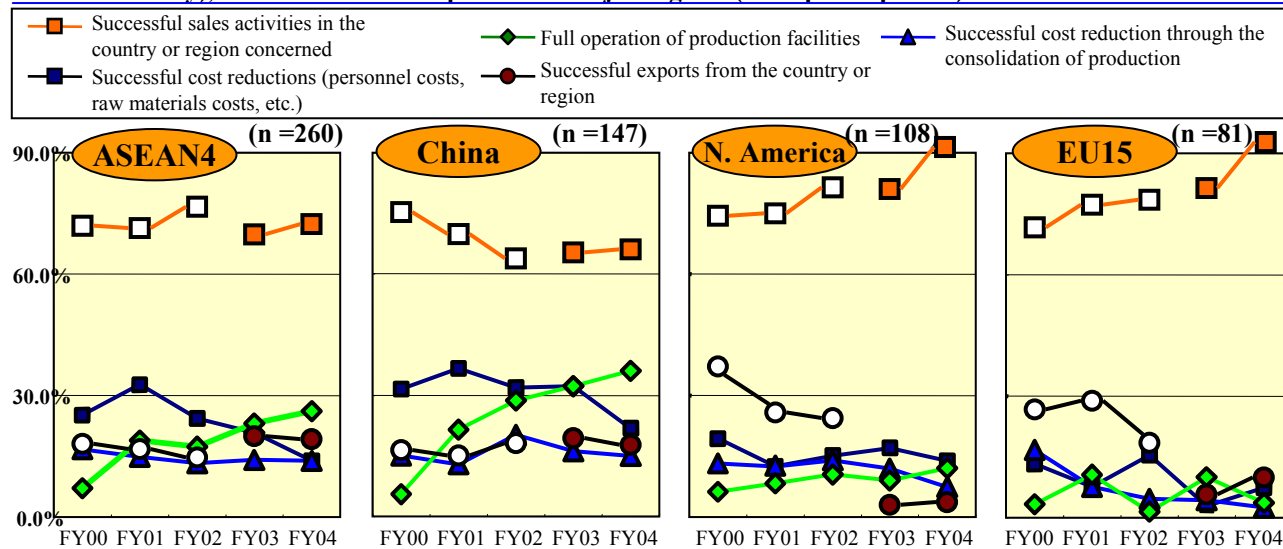 Successful sales activities in the
country or region concerned
Full operation of production facilities
Successful cost reduction through the
consolidation of production
Successful cost reductions (personnel costs,
raw materials costs, etc.)
Successful exports from the country or
region
ASEAN4
(n =260)
China
(n =147)
N. America
(n =108)
EU15
(n =81)
90.0%
60.0%
30.0%
0.0%
FY00 FY01 FY02 FY03 FY04
FY00 FY01 FY02 FY03 FY04
FY00 FY01 FY02 FY03 FY04
FY00 FY01 FY02 FY03 FY04